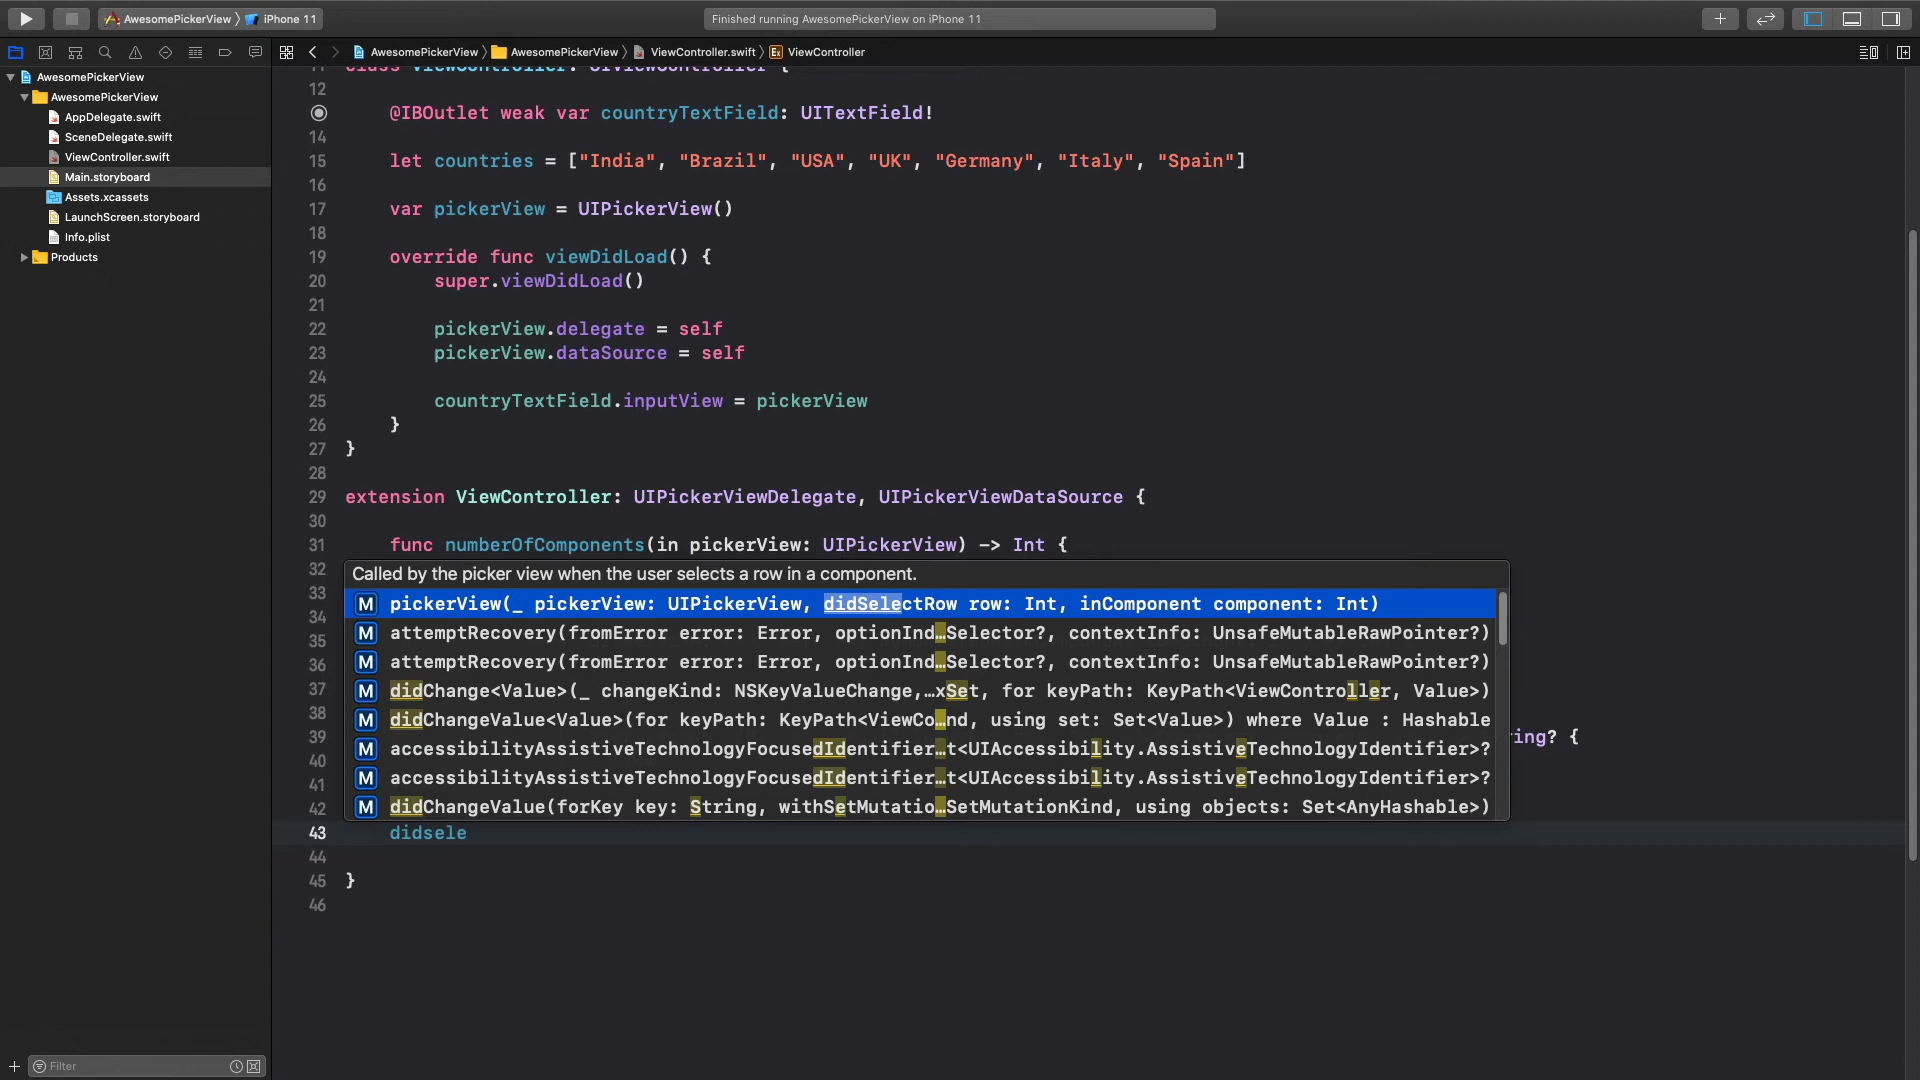 AwesomePickerView 〉 iPhone 11
Finished running AwesomePickerView on iPhone 11
AwesomePickerView 〉 AwesomePickerView 〉 ViewController.swift 〉 Ex ViewController
AwesomePickerView
AwesomePickerView
AppDelegate.swift
SceneDelegate.swift
ViewController.swift
Main.storyboard
Assets.xcassets
LaunchScreen.storyboard
Info.plist
Products
class ViewController: UIViewController {
12
@IBOutlet weak var countryTextField: UITextField!
14
15 let countries = ["India", "Brazil", "USA", "UK", "Germany", "Italy", "Spain"]
16
17 var pickerView = UIPickerView()
18
19 override func viewDidLoad() {
20 super.viewDidLoad()
21
22 pickerView.delegate = self
23 pickerView.dataSource = self
24
25 countryTextField.inputView = pickerView
26 }
27 }
28
29 extension ViewController: UIPickerViewDelegate, UIPickerViewDataSource {
30
31 func numberOfComponents(in pickerView: UIPickerView) -> Int {
32
33
34
35
36
37
38
39 ing? {
40
41
42
Called by the picker view when the user selects a row in a component.
M pickerView(_ pickerView: UIPickerView, didSelectRow row: Int, inComponent component: Int)
M attemptRecovery(fromError error: Error, optionInd…Selector?, contextInfo: UnsafeMutableRawPointer?)
M attemptRecovery(fromError error: Error, optionInd…Selector?, contextInfo: UnsafeMutableRawPointer?)
M didChange<Value>(_ changeKind: NSKeyValueChange,…xSet, for keyPath: KeyPath<ViewController, Value>)
M didChangeValue<Value>(for keyPath: KeyPath<ViewCo…nd, using set: Set<Value>) where Value : Hashable
M accessibilityAssistiveTechnologyFocusedIdentifier…t<UIAccessibility.AssistiveTechnologyIdentifier>?
M accessibilityAssistiveTechnologyFocusedIdentifier…t<UIAccessibility.AssistiveTechnologyIdentifier>?
M didChangeValue(forKey key: String, withSetMutatio…SetMutationKind, using objects: Set<AnyHashable>)
43 didsele
44
45 }
46
Filter